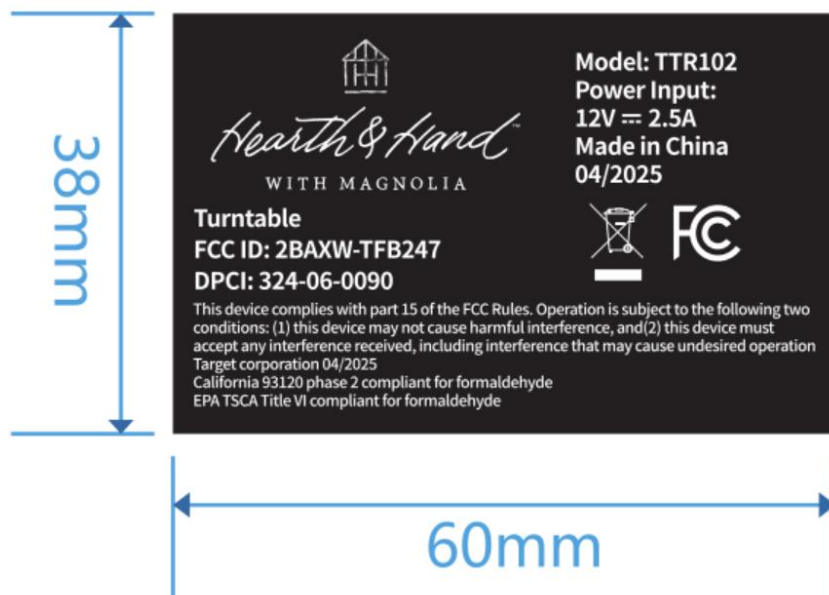 Hearth & Hand™
WITH MAGNOLIA
Model: TTR102
Power Input:
12V ⎓ 2.5A
Made in China
04/2025
Turntable
FCC ID: 2BAXW-TFB247
DPCI: 324-06-0090
FC
This device complies with part 15 of the FCC Rules. Operation is subject to the following two
conditions: (1) this device may not cause harmful interference, and(2) this device must
accept any interference received, including interference that may cause undesired operation
Target corporation 04/2025
California 93120 phase 2 compliant for formaldehyde
EPA TSCA Title VI compliant for formaldehyde
38mm
60mm